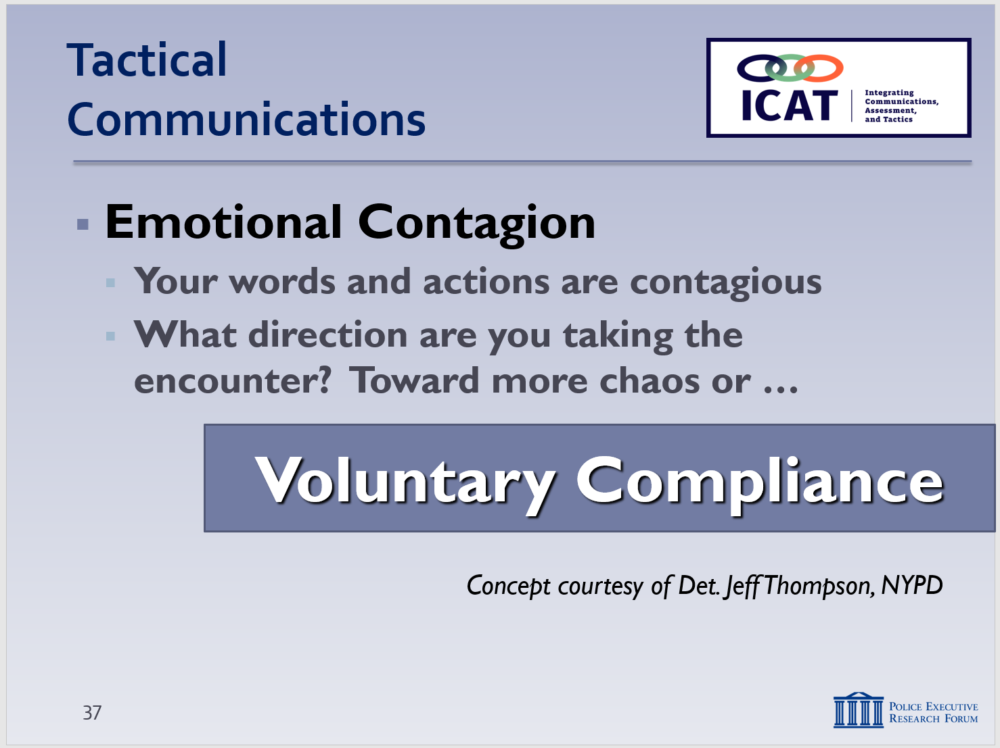 Tactical
Communications
ICAT
Integrating
Communications,
Assessment,
and Tactics
Emotional Contagion
Your words and actions are contagious
What direction are you taking the
encounter?  Toward more chaos or …
Voluntary Compliance
Concept courtesy of Det. Jeff Thompson, NYPD
37
POLICE EXECUTIVE
RESEARCH FORUM